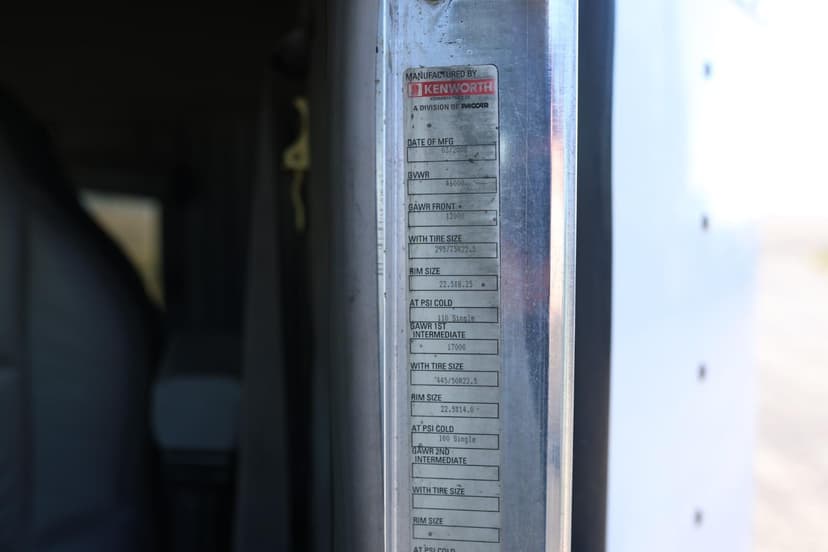 MANUFACTURED BY
KENWORTH
A DIVISION OF PACCAR
DATE OF MFG
GVWR
GAWR FRONT
12000
WITH TIRE SIZE
295/75R22.5
RIM SIZE
22.5X8.25
AT PSI COLD
110 Single
GAWR 1ST
INTERMEDIATE
17000
WITH TIRE SIZE
445/50R22.5
RIM SIZE
22.5X14.0
AT PSI COLD
100 Single
GAWR 2ND
INTERMEDIATE
WITH TIRE SIZE
RIM SIZE
AT PSI COLD